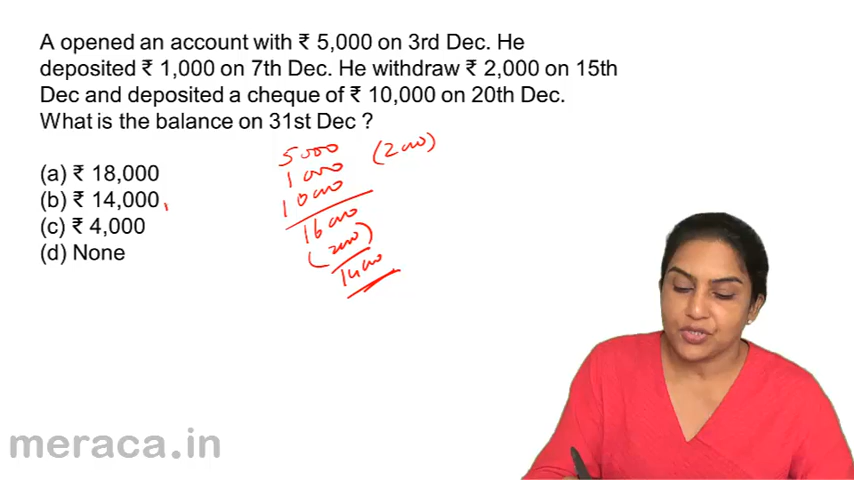 A opened an account with ₹ 5,000 on 3rd Dec. He
deposited ₹ 1,000 on 7th Dec. He withdraw ₹ 2,000 on 15th
Dec and deposited a cheque of ₹ 10,000 on 20th Dec.
What is the balance on 31st Dec ?
(a) ₹ 18,000
(b) ₹ 14,000
(c) ₹ 4,000
(d) None
5000 (2000)
1000
10000
16000
(2000)
14000
meraca.in